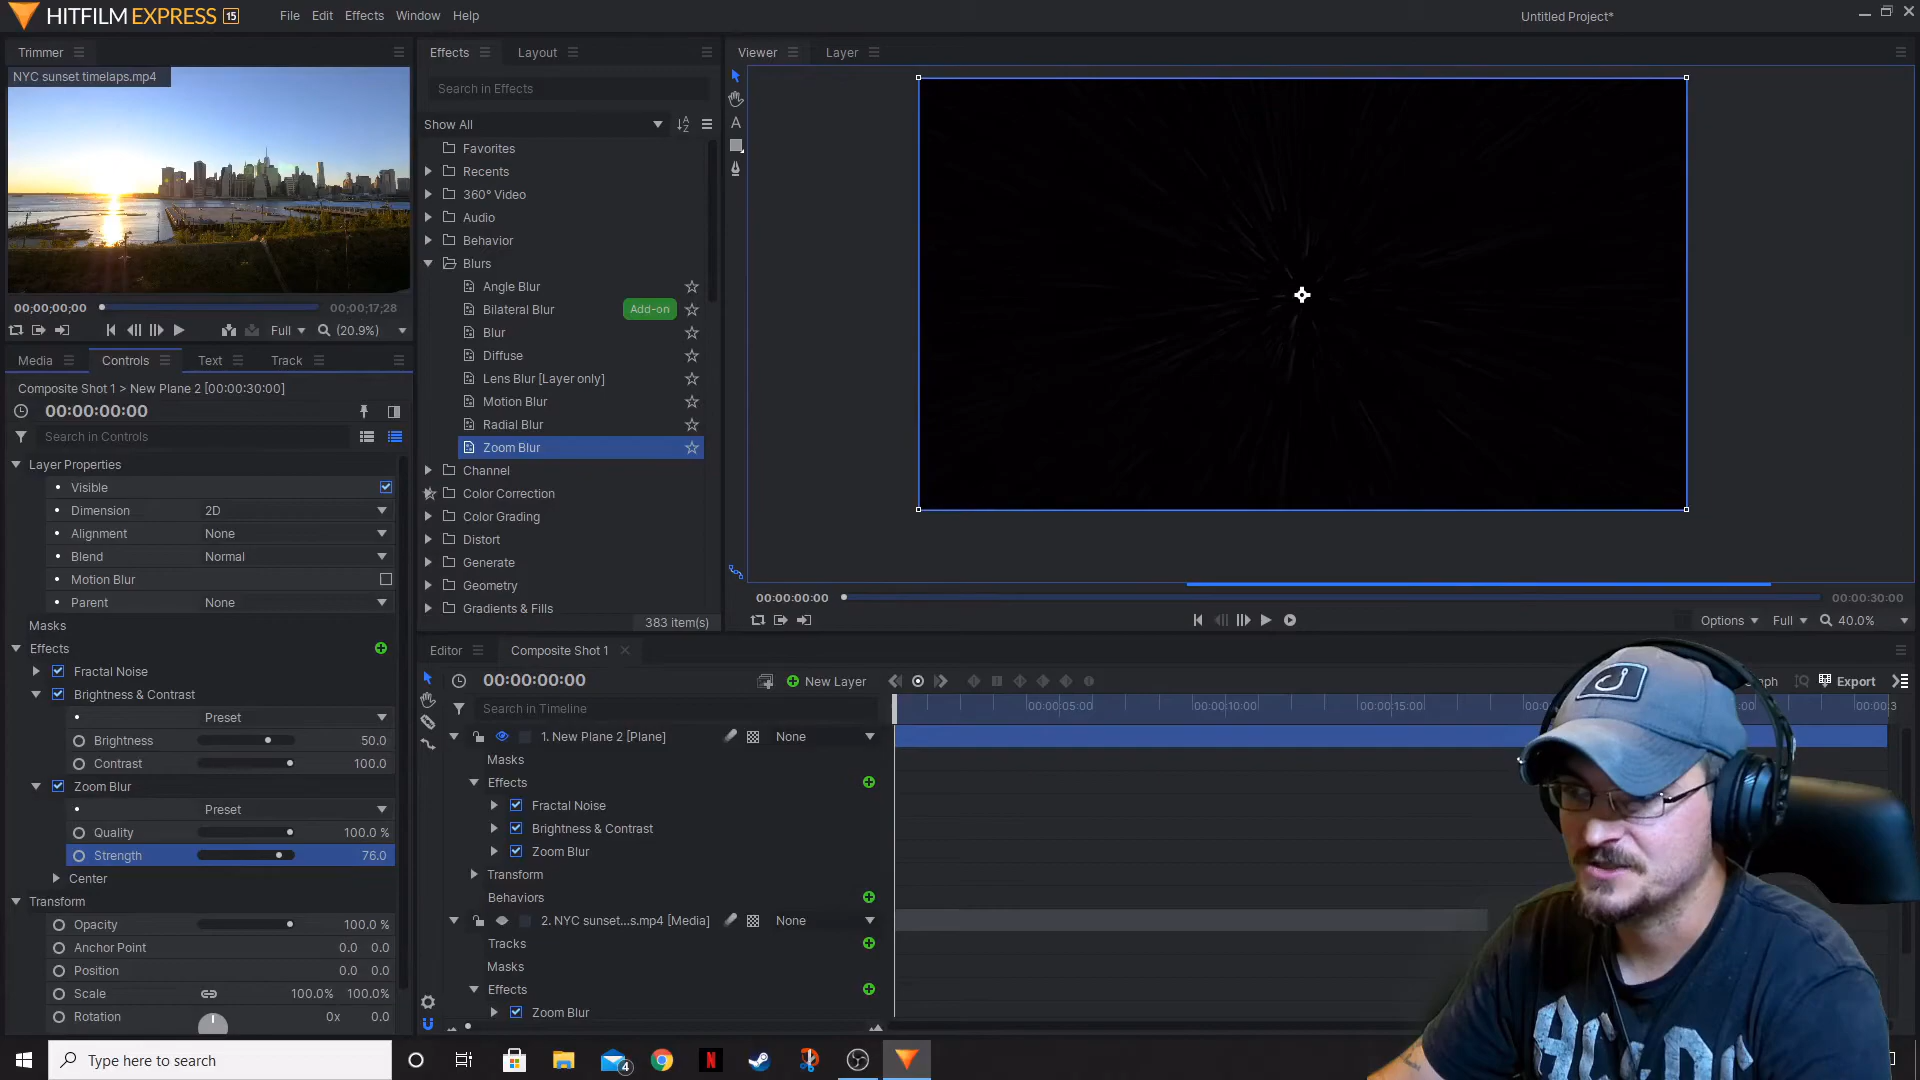 HITFILM EXPRESS 15
File Edit Effects Window Help
Untitled Project*
Trimmer
NYC sunset timelaps.mp4
00;00;00;00
00;00;17;28
Full
(20.9%)
Media Controls Text Track
Composite Shot 1 > New Plane 2 [00:00:30:00]
00:00:00:00
Search in Controls
Layer Properties
Visible
Dimension 2D
Alignment None
Blend Normal
Motion Blur
Parent None
Masks
Effects
Fractal Noise
Brightness & Contrast
Preset
Brightness 50.0
Contrast 100.0
Zoom Blur
Preset
Quality 100.0 %
Strength 76.0
Center
Transform
Opacity 100.0 %
Anchor Point 0.0 0.0
Position 0.0 0.0
Scale 100.0% 100.0%
Rotation 0x 0.0
Effects Layout
Search in Effects
Show All
Favorites
Recents
360° Video
Audio
Behavior
Blurs
Angle Blur
Bilateral Blur Add-on
Blur
Diffuse
Lens Blur [Layer only]
Motion Blur
Radial Blur
Zoom Blur
Channel
Color Correction
Color Grading
Distort
Generate
Geometry
Gradients & Fills
383 item(s)
Viewer Layer
00:00:00:00
00:00:30:00
Options Full 40.0%
Editor Composite Shot 1
00:00:00:00
New Layer
Export
Search in Timeline
00:00:05:00 00:00:10:00 00:00:15:00
1. New Plane 2 [Plane] None
Masks
Effects
Fractal Noise
Brightness & Contrast
Zoom Blur
Transform
Behaviors
2. NYC sunset...s.mp4 [Media] None
Tracks
Masks
Effects
Zoom Blur
Type here to search
4